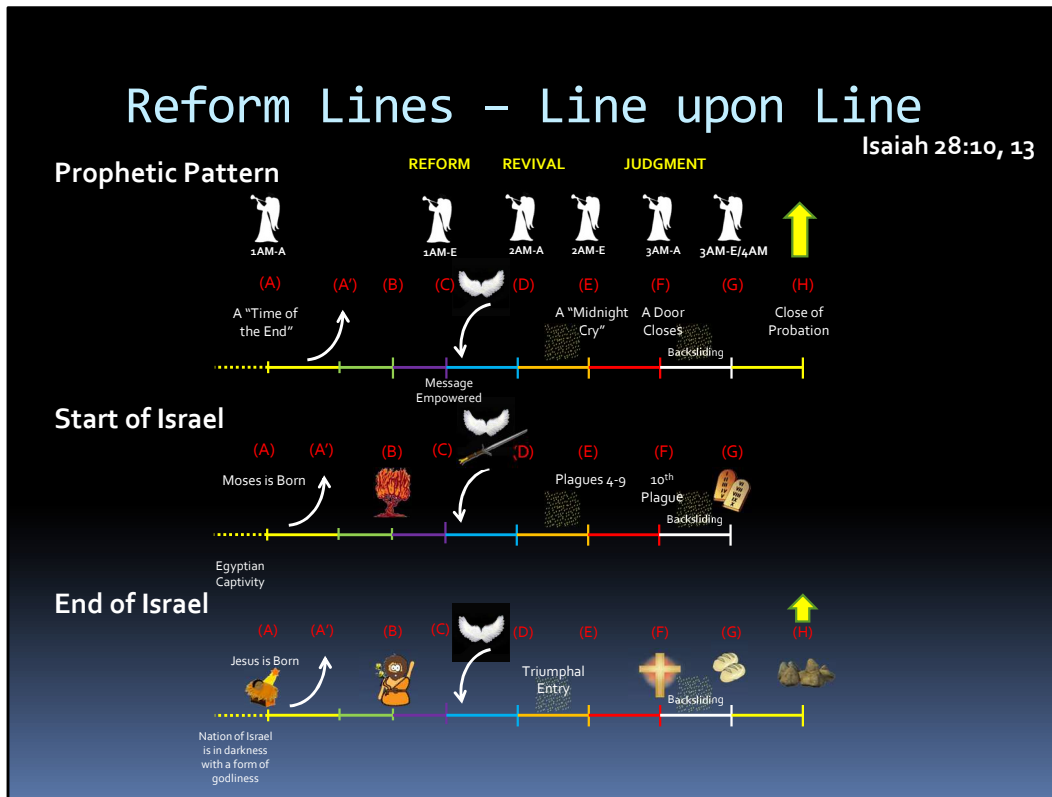 Reform Lines – Line upon Line
Isaiah 28:10, 13
Prophetic Pattern
REFORM REVIVAL JUDGMENT
1AM-A 1AM-E 2AM-A 2AM-E 3AM-A 3AM-E/4AM
(A) (A') (B) (C) (D) (E) (F) (G) (H)
A "Time of
the End"
A "Midnight
Cry"
A Door
Closes
Close of
Probation
Backsliding
Message
Empowered
Start of Israel
(A) (A') (B) (C) (D) (E) (F) (G)
Moses is Born
Plagues 4-9
10th
Plague
Backsliding
Egyptian
Captivity
End of Israel
(A) (A') (B) (C) (D) (E) (F) (G) (H)
Jesus is Born
Triumphal
Entry
Backsliding
Nation of Israel
is in darkness
with a form of
godliness